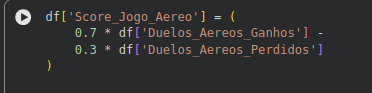 df['Score_Jogo_Aereo'] = (
    0.7 * df['Duelos_Aereos_Ganhos'] -
    0.3 * df['Duelos_Aereos_Perdidos']
)